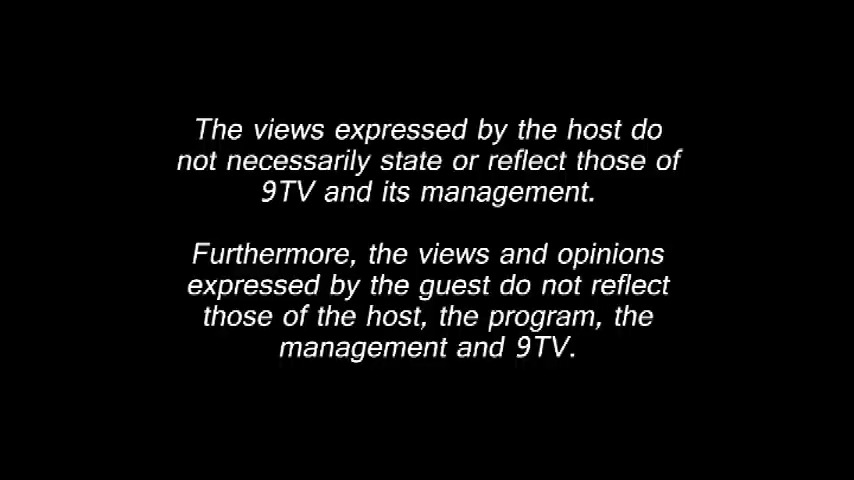 The views expressed by the host do
not necessarily state or reflect those of
9TV and its management.
Furthermore, the views and opinions
expressed by the guest do not reflect
those of the host, the program, the
management and 9TV.